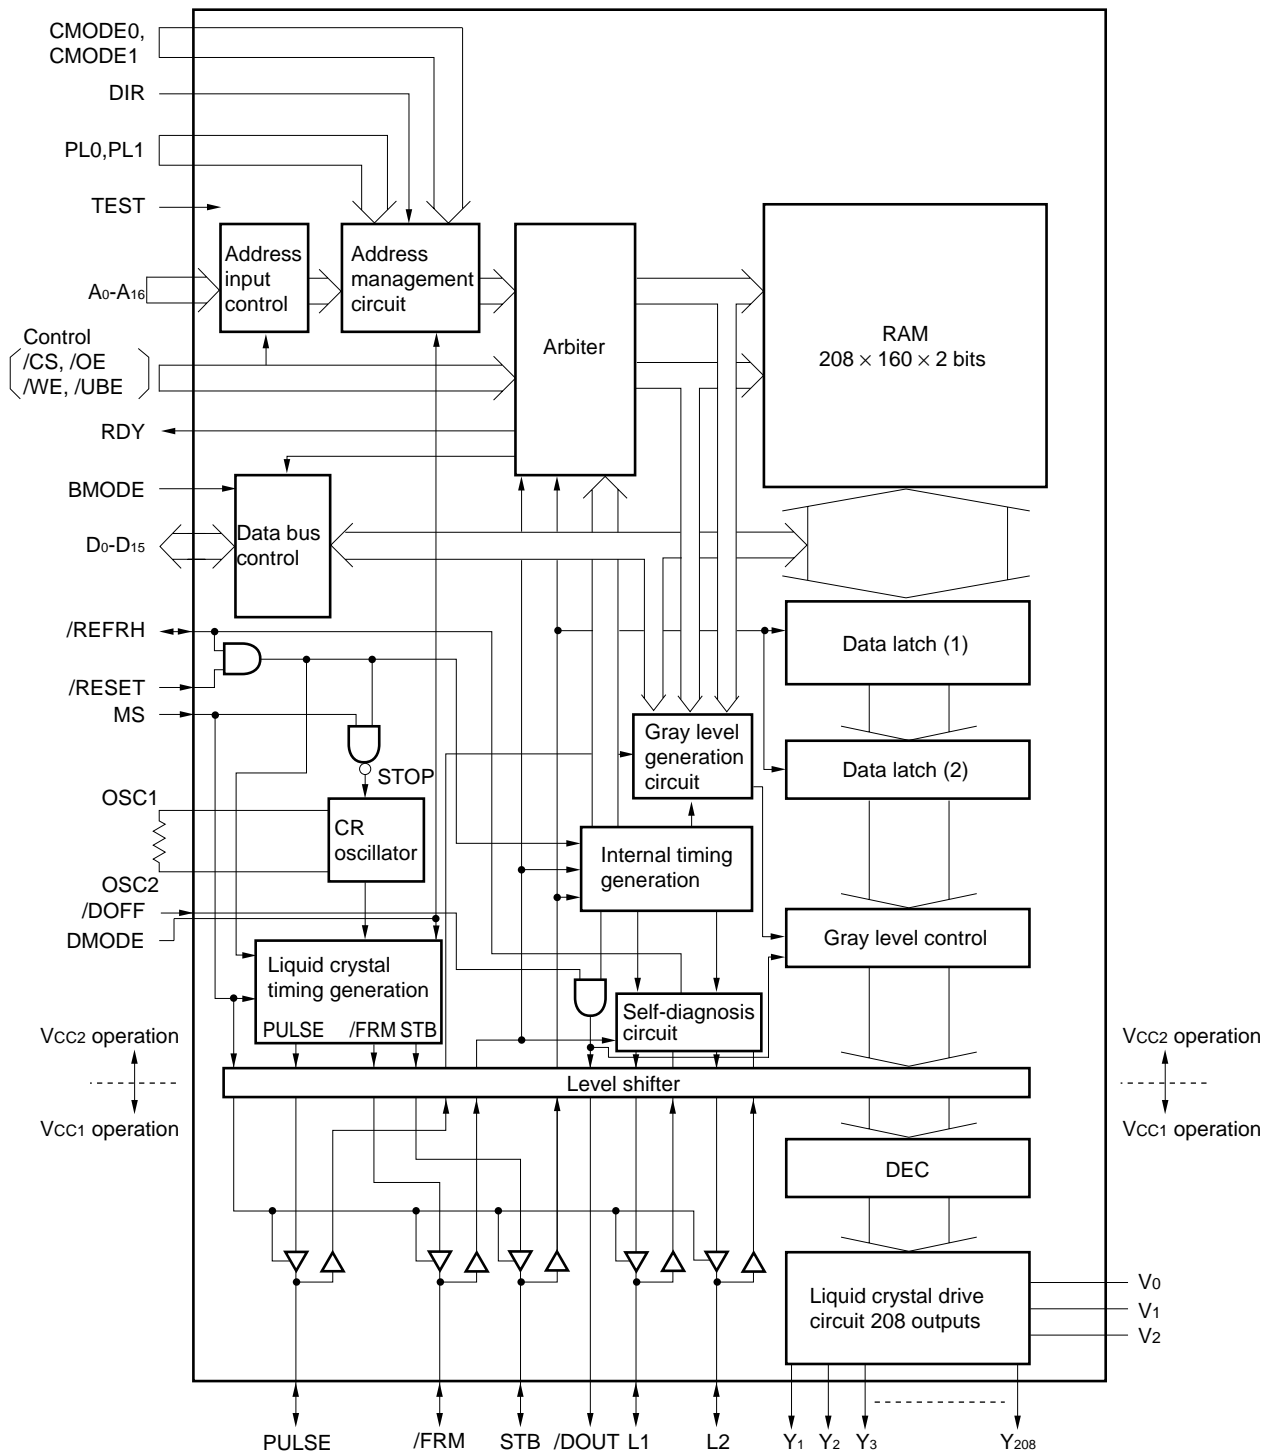 CMODE0,
CMODE1
DIR
PL0,PL1
TEST
Address
input
control
Address
management
circuit
A0-A16
Control
/CS, /OE
/WE, /UBE
Arbiter
RAM
208 × 160 × 2 bits
RDY
BMODE
D0-D15
Data bus
control
/REFRH
/RESET
MS
Data latch (1)
Gray level
generation
circuit
Data latch (2)
STOP
OSC1
CR
oscillator
OSC2
Internal timing
generation
/DOFF
DMODE
Gray level control
Liquid crystal
timing generation
PULSE
/FRM
STB
Self-diagnosis
circuit
VCC2 operation
VCC1 operation
Level shifter
VCC2 operation
VCC1 operation
DEC
Liquid crystal drive
circuit 208 outputs
V0
V1
V2
PULSE
/FRM
STB
/DOUT
L1
L2
Y1
Y2
Y3
Y208